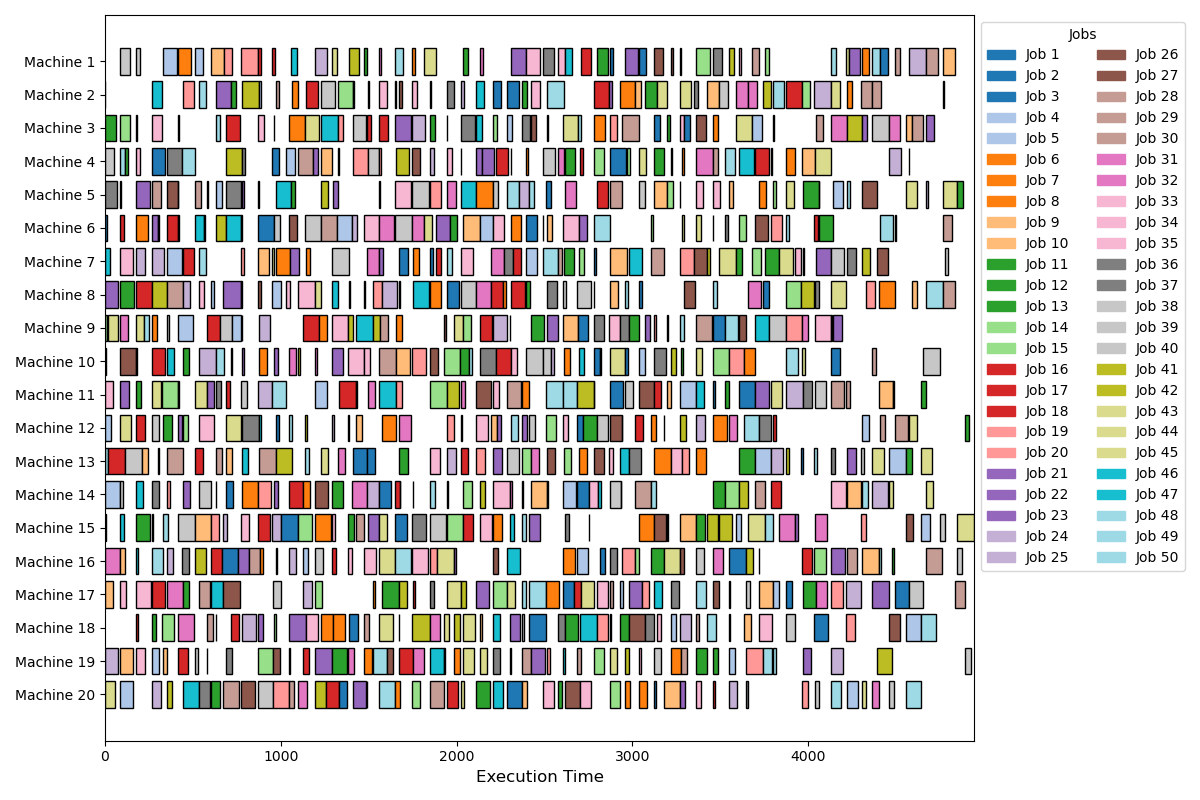 Machine 1
Machine 2
Machine 3
Machine 4
Machine 5
Machine 6
Machine 7
Machine 8
Machine 9
Machine 10
Machine 11
Machine 12
Machine 13
Machine 14
Machine 15
Machine 16
Machine 17
Machine 18
Machine 19
Machine 20
0 1000 2000 3000 4000
Execution Time
Jobs
Job 1 Job 26
Job 2 Job 27
Job 3 Job 28
Job 4 Job 29
Job 5 Job 30
Job 6 Job 31
Job 7 Job 32
Job 8 Job 33
Job 9 Job 34
Job 10 Job 35
Job 11 Job 36
Job 12 Job 37
Job 13 Job 38
Job 14 Job 39
Job 15 Job 40
Job 16 Job 41
Job 17 Job 42
Job 18 Job 43
Job 19 Job 44
Job 20 Job 45
Job 21 Job 46
Job 22 Job 47
Job 23 Job 48
Job 24 Job 49
Job 25 Job 50